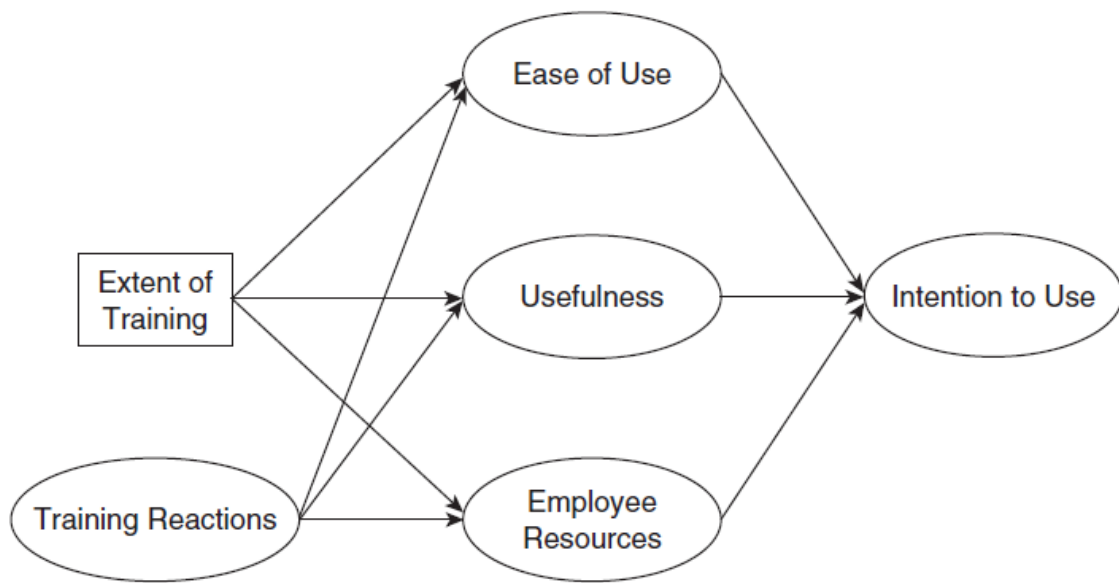 Ease of Use
Extent of
Training
Usefulness
Intention to Use
Training Reactions
Employee
Resources